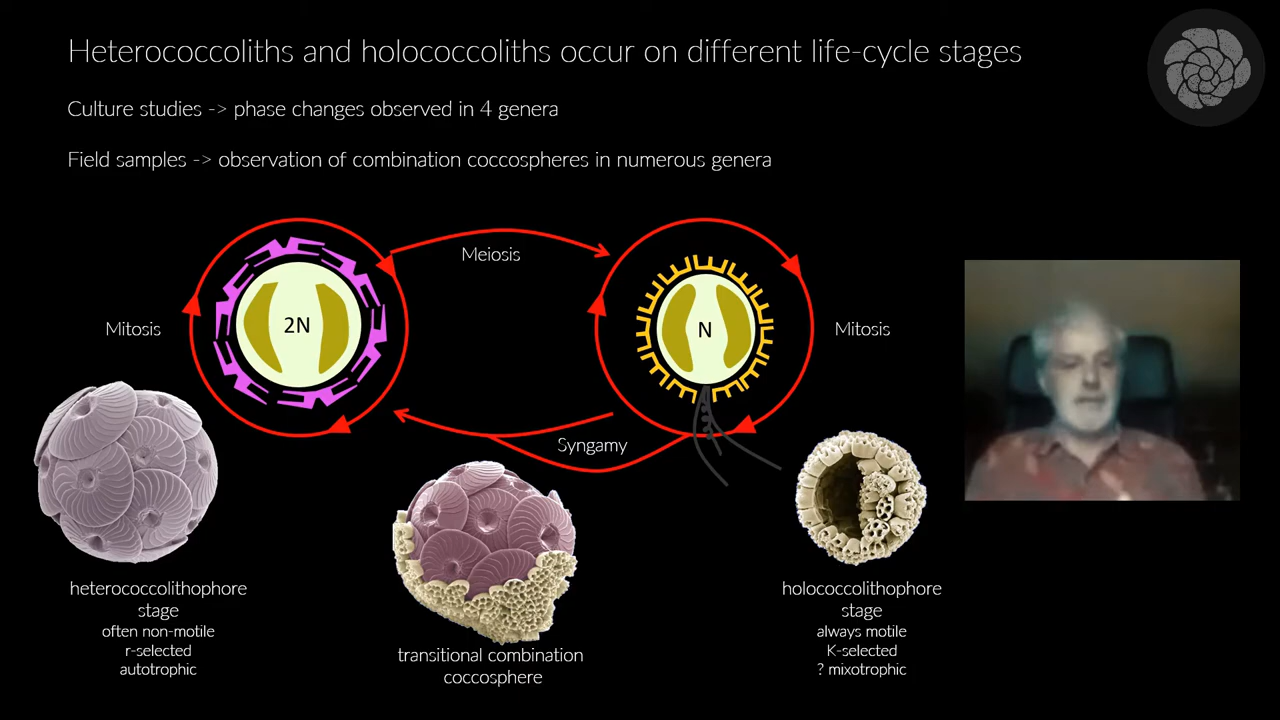 Heterococcoliths and holococcoliths occur on different life-cycle stages
Culture studies -> phase changes observed in 4 genera
Field samples -> observation of combination coccospheres in numerous genera
Meiosis
Mitosis
2N
N
Mitosis
Syngamy
heterococcolithophore
stage
often non-motile
r-selected
autotrophic
transitional combination
coccosphere
holococcolithophore
stage
always motile
K-selected
? mixotrophic